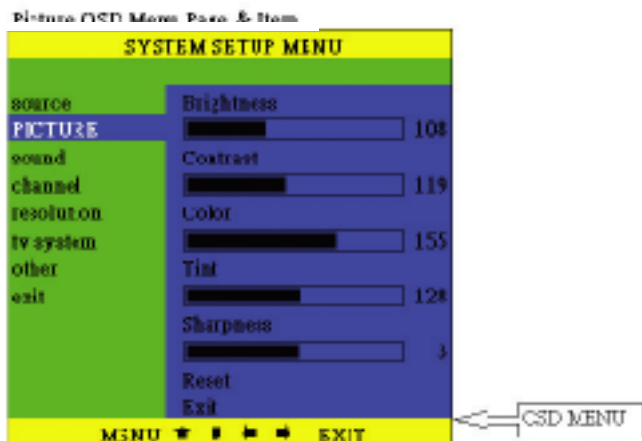 Picture OSD Menu Page & Item
SYSTEM SETUP MENU
source
PICTURE
sound
channel
resolution
tv system
other
exit
Brightness
108
Contrast
119
Color
155
Tint
128
Sharpness
3
Reset
Exit
MENU EXIT
OSD MENU